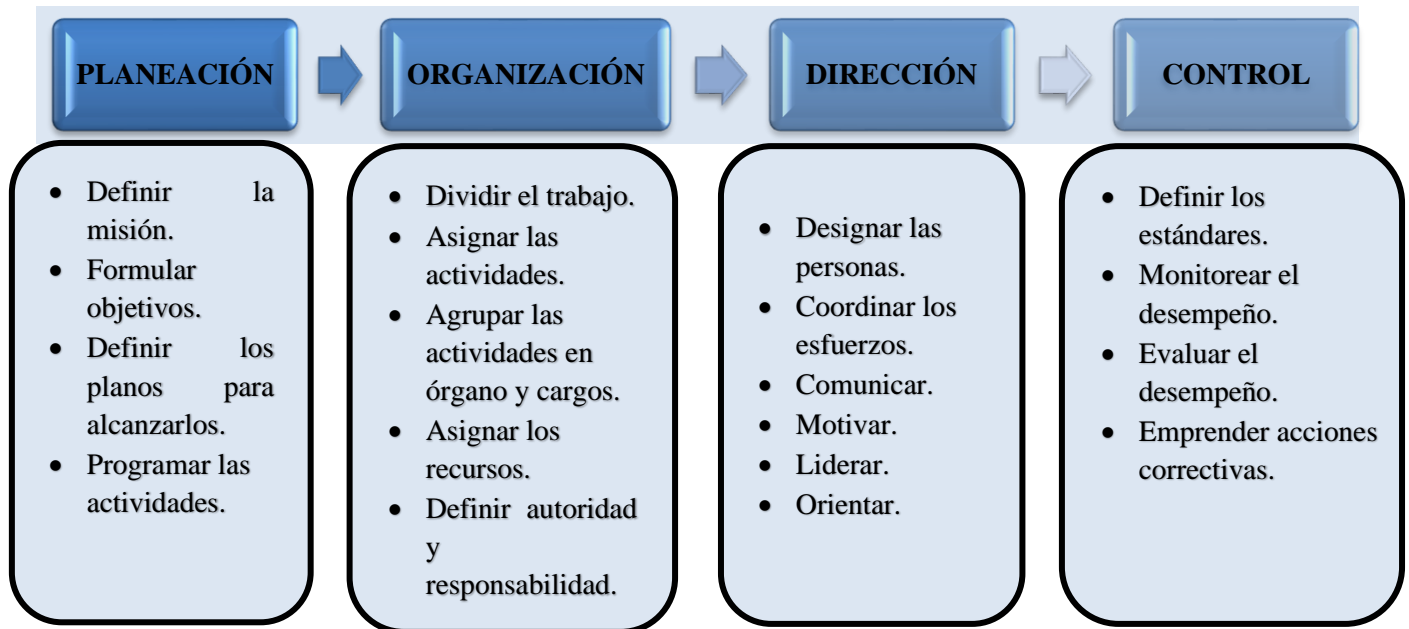 PLANEACIÓN
ORGANIZACIÓN
DIRECCIÓN
CONTROL
• Definir la
misión.
• Formular
objetivos.
• Definir los
planos para
alcanzarlos.
• Programar las
actividades.
• Dividir el trabajo.
• Asignar las
actividades.
• Agrupar las
actividades en
órgano y cargos.
• Asignar los
recursos.
• Definir autoridad
y
responsabilidad.
• Designar las
personas.
• Coordinar los
esfuerzos.
• Comunicar.
• Motivar.
• Liderar.
• Orientar.
• Definir los
estándares.
• Monitorear el
desempeño.
• Evaluar el
desempeño.
• Emprender acciones
correctivas.